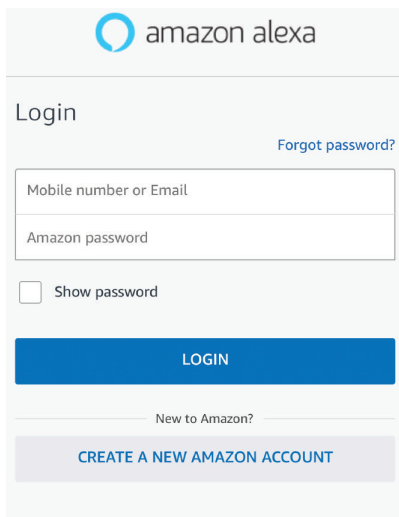 amazon alexa
Login
Forgot password?
Mobile number or Email
Amazon password
Show password
LOGIN
New to Amazon?
CREATE A NEW AMAZON ACCOUNT